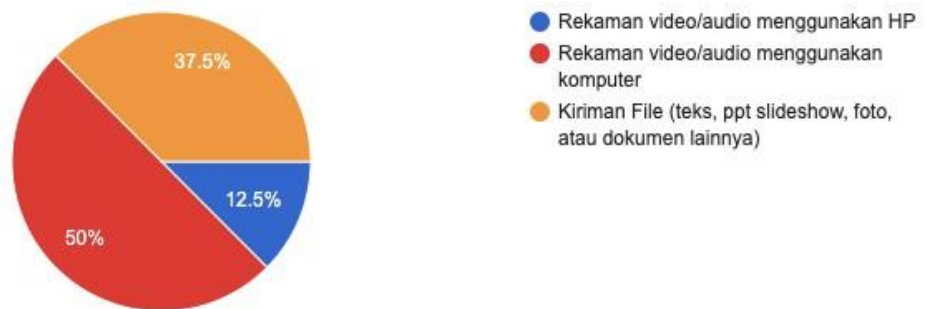 37.5%
12.5%
50%
Rekaman video/audio menggunakan HP
Rekaman video/audio menggunakan
komputer
Kiriman File (teks, ppt slideshow, foto,
atau dokumen lainnya)